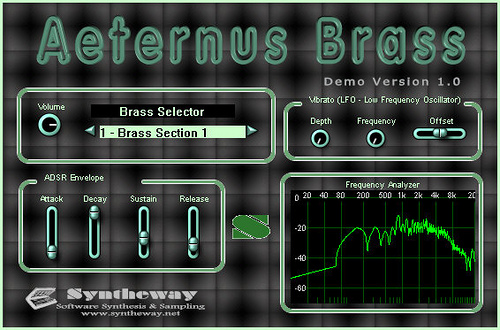 Aeternus Brass
Demo Version 1.0
Volume
Brass Selector
1 - Brass Section 1
Vibrato (LFO - Low Frequency Oscillator)
Depth Frequency Offset
ADSR Envelope
Attack Decay Sustain Release
Frequency Analyzer
0 20 40 80 200 500 1k 2k 4k 8k 20
-20
-40
-60
Syntheway
Software Synthesis & Sampling
www.syntheway.net